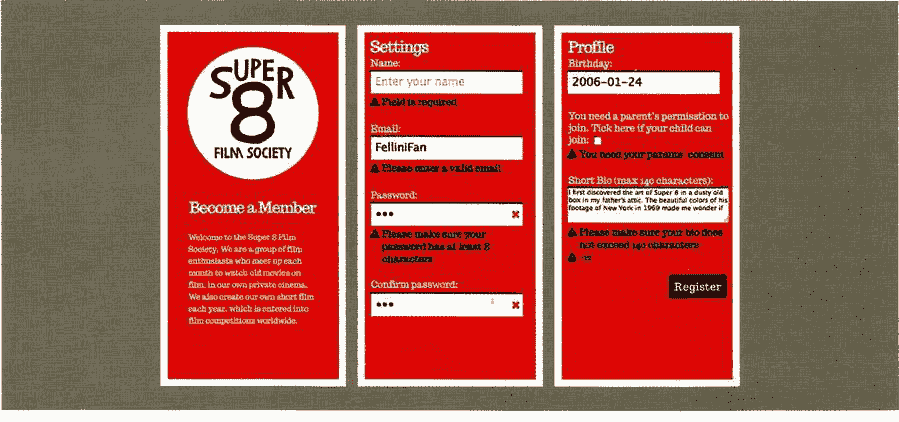 SUPER
8
FILM SOCIETY
Become a Member
Welcome to the Super 8 Film
Society. We are a group of film
enthusiasts who meet up each
month to watch old movies on
film, in our own private cinema.
We also create our own short film
each year, which is entered into
film competitions worldwide.
Settings
Name:
Enter your name
Field is required
Email:
FelliniFan
Please enter a valid email
Password:
•••
Please make sure your
password has at least 8
characters
Confirm password:
•••
Profile
Birthday:
2006-01-24
You need a parent's permission to
join. Tick here if your child can
join:
You need your parents' consent
Short Bio (max 140 characters):
I first discovered the art of Super 8 in a dusty old
box in my father's attic. The beautiful colors of his
footage of New York in 1969 made me wonder if
Please make sure your bio does
not exceed 140 characters
Register